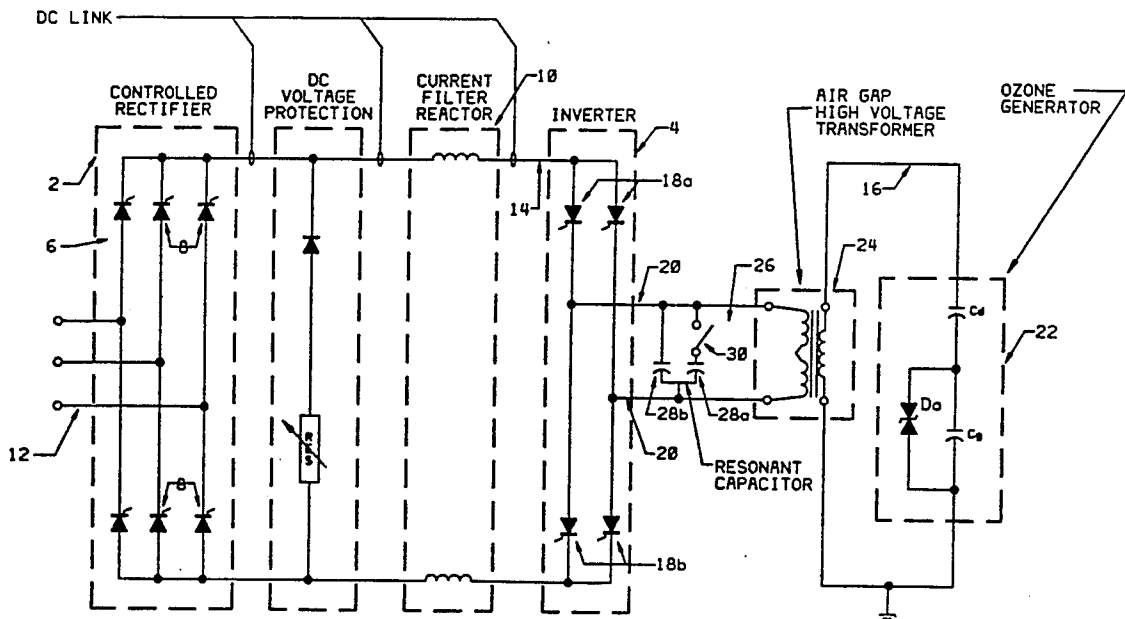 DC LINK
CONTROLLED
RECTIFIER
DC
VOLTAGE
PROTECTION
CURRENT
FILTER
REACTOR
10
INVERTER
4
AIR GAP
HIGH VOLTAGE
TRANSFORMER
OZONE
GENERATOR
2
6
8
14
18a
16
24
20
26
30
Cd
22
Da
Cg
12
28b
28a
20
RES
RESONANT
CAPACITOR
8
18b